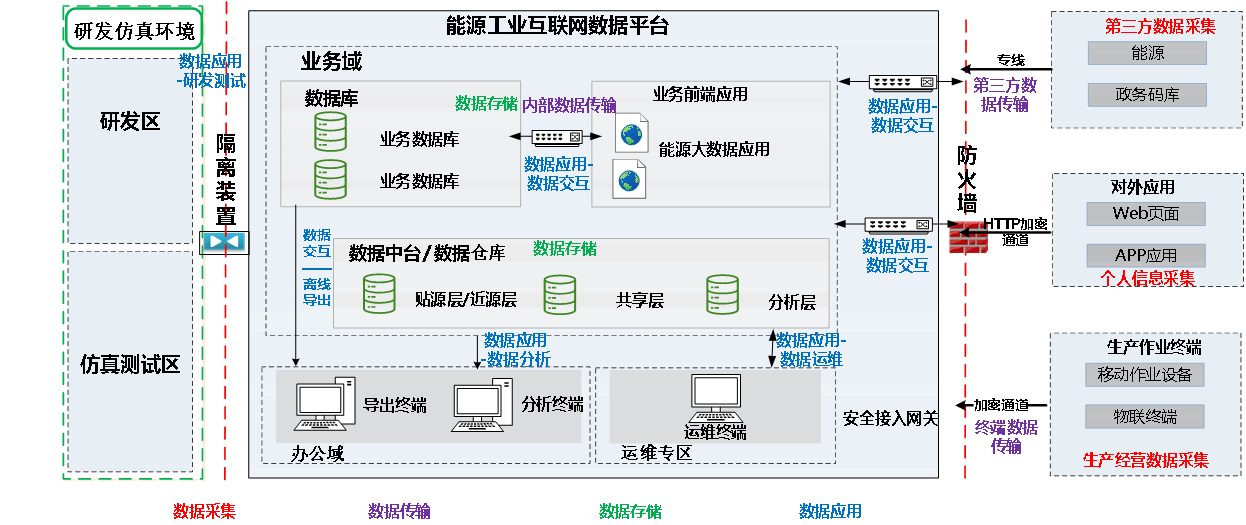 研发仿真环境
研发区
仿真测试区
数据应用
-研发测试
隔离装置
能源工业互联网数据平台
业务域
数据库
业务数据库
业务数据库
数据存储
内部数据传输
数据应用-
数据交互
业务前端应用
能源大数据应用
数据
交互
离线
导出
数据中台/数据仓库
数据存储
贴源层/近源层
共享层
分析层
数据应用
-数据分析
数据应用-
数据运维
导出终端
分析终端
办公域
运维终端
运维专区
安全接入网关
数据应用-
数据交互
数据应用-
数据交互
防火墙
专线
第三方数
据传输
HTTP加密
通道
加密通道
终端数据
传输
第三方数据采集
能源
政务码库
对外应用
Web页面
APP应用
个人信息采集
生产作业终端
移动作业设备
物联终端
生产经营数据采集
数据采集
数据传输
数据存储
数据应用